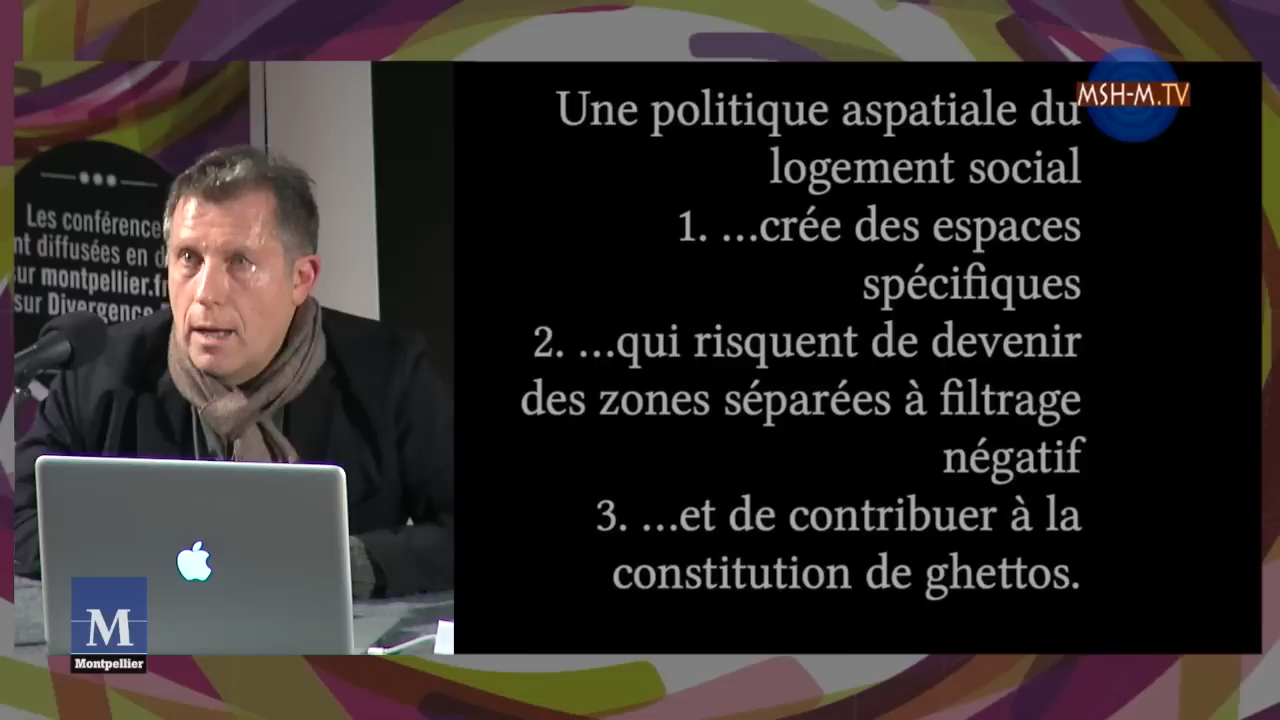 Les conférence
nt diffusées en d
ur montpellier.fr
sur Divergence
M
Montpellier
MSH-M.TV
Une politique aspatiale du
logement social
1. ...crée des espaces
spécifiques
2. ...qui risquent de devenir
des zones séparées à filtrage
négatif
3. ...et de contribuer à la
constitution de ghettos.